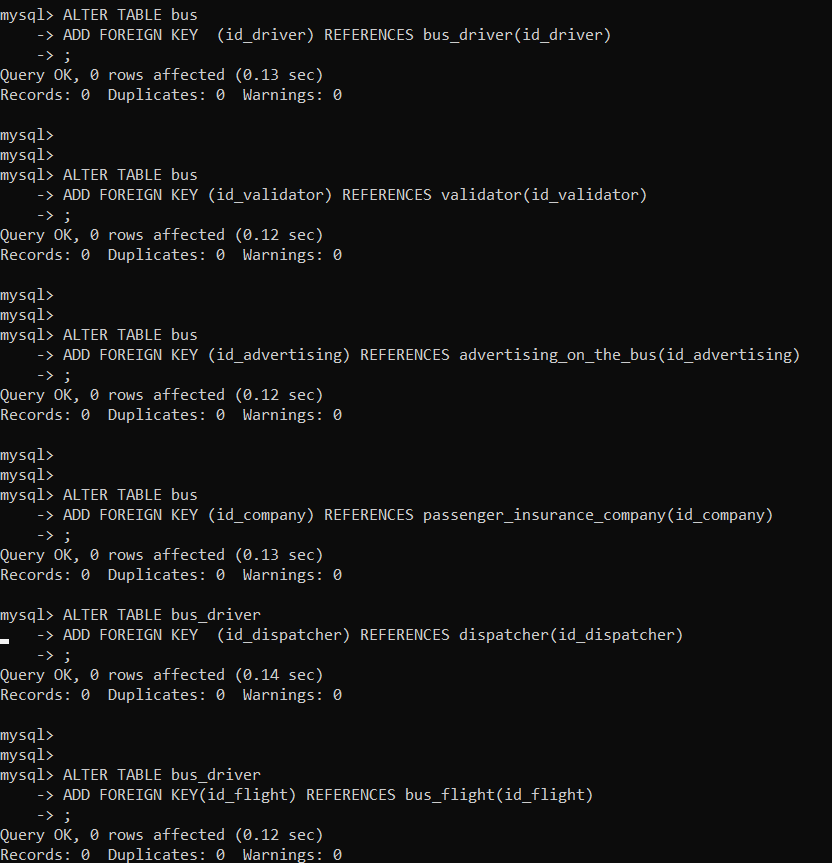 mysql> ALTER TABLE bus
    -> ADD FOREIGN KEY  (id_driver) REFERENCES bus_driver(id_driver)
    -> ;
Query OK, 0 rows affected (0.13 sec)
Records: 0  Duplicates: 0  Warnings: 0

mysql>
mysql>
mysql> ALTER TABLE bus
    -> ADD FOREIGN KEY (id_validator) REFERENCES validator(id_validator)
    -> ;
Query OK, 0 rows affected (0.12 sec)
Records: 0  Duplicates: 0  Warnings: 0

mysql>
mysql>
mysql> ALTER TABLE bus
    -> ADD FOREIGN KEY (id_advertising) REFERENCES advertising_on_the_bus(id_advertising)
    -> ;
Query OK, 0 rows affected (0.12 sec)
Records: 0  Duplicates: 0  Warnings: 0

mysql>
mysql>
mysql> ALTER TABLE bus
    -> ADD FOREIGN KEY (id_company) REFERENCES passenger_insurance_company(id_company)
    -> ;
Query OK, 0 rows affected (0.13 sec)
Records: 0  Duplicates: 0  Warnings: 0

mysql> ALTER TABLE bus_driver
    -> ADD FOREIGN KEY  (id_dispatcher) REFERENCES dispatcher(id_dispatcher)
    -> ;
Query OK, 0 rows affected (0.14 sec)
Records: 0  Duplicates: 0  Warnings: 0

mysql>
mysql>
mysql> ALTER TABLE bus_driver
    -> ADD FOREIGN KEY(id_flight) REFERENCES bus_flight(id_flight)
    -> ;
Query OK, 0 rows affected (0.12 sec)
Records: 0  Duplicates: 0  Warnings: 0